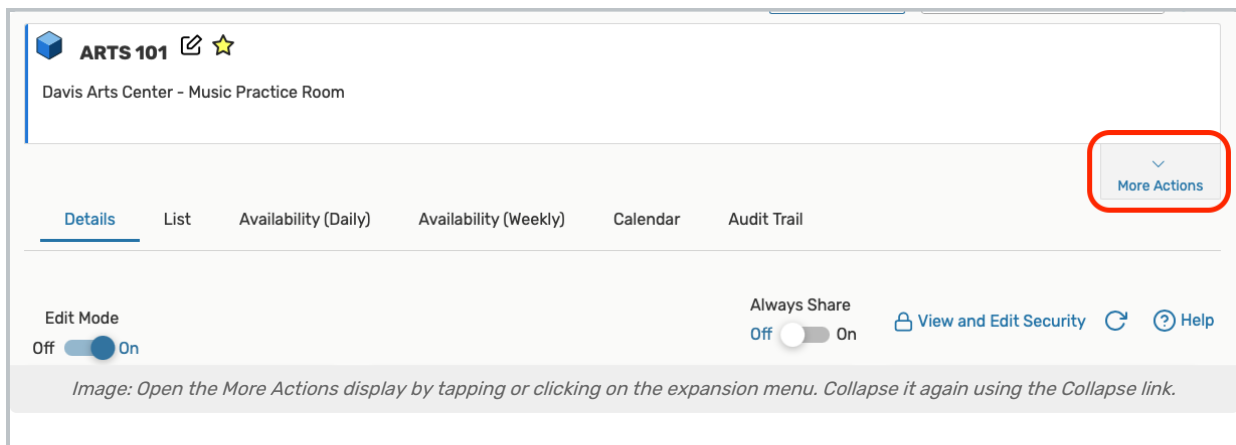 ARTS 101
Davis Arts Center - Music Practice Room
More Actions
Details List Availability (Daily) Availability (Weekly) Calendar Audit Trail
Edit Mode
Off On
Always Share
Off On
View and Edit Security
Help
Image: Open the More Actions display by tapping or clicking on the expansion menu. Collapse it again using the Collapse link.